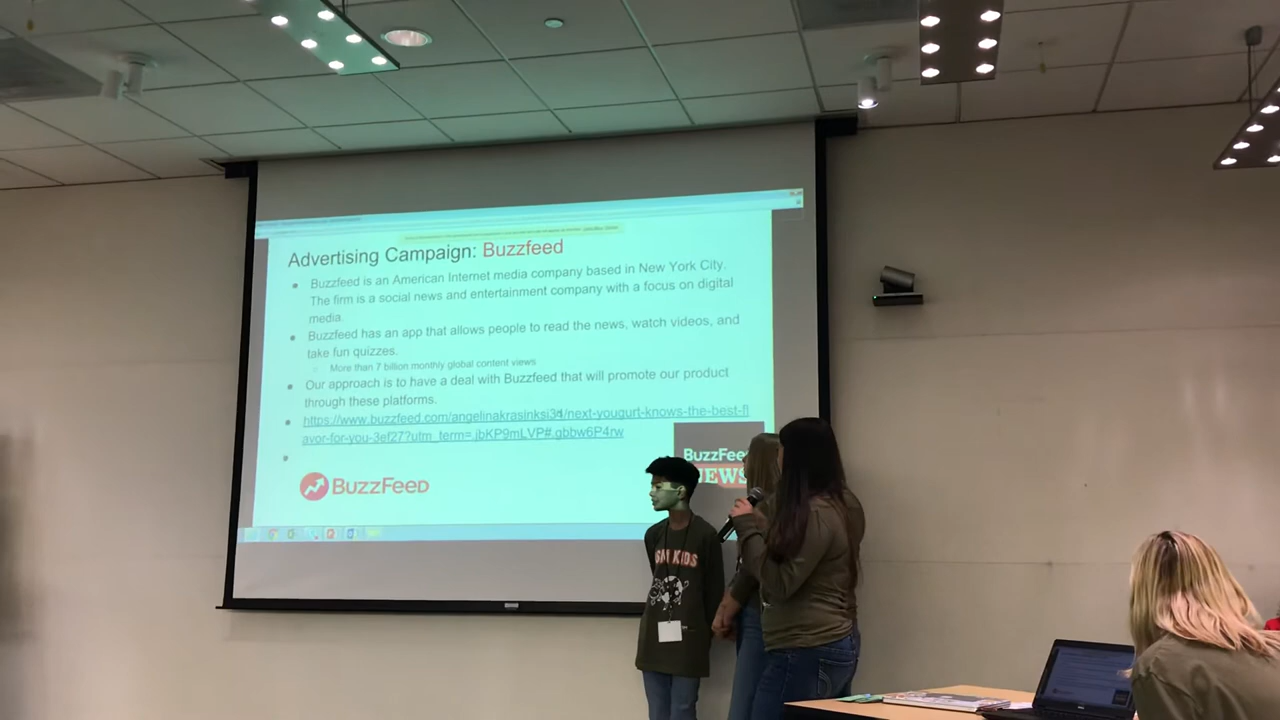 Advertising Campaign: Buzzfeed
Buzzfeed is an American Internet media company based in New York City.
The firm is a social news and entertainment company with a focus on digital
media.
Buzzfeed has an app that allows people to read the news, watch videos, and
take fun quizzes.
More than 7 billion monthly global content views
Our approach is to have a deal with Buzzfeed that will promote our product
through these platforms.
https://www.buzzfeed.com/angelinakrasinksi34/next-yougurt-knows-the-best-fl
avor-for-you-3ef27?utm_term=.jbKP9mLVP#.gbbw6P4rw
BuzzFee
NEWS
BUZZFEED
KIDS